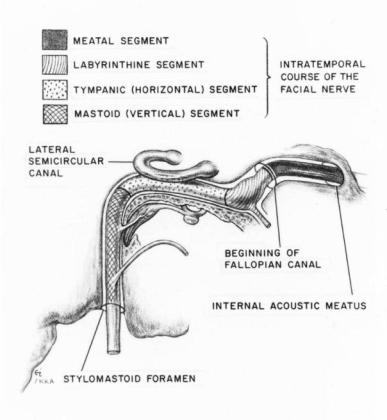 MEATAL SEGMENT
LABYRINTHINE SEGMENT
TYMPANIC (HORIZONTAL) SEGMENT
MASTOID (VERTICAL) SEGMENT
INTRATEMPORAL
COURSE OF THE
FACIAL NERVE
LATERAL
SEMICIRCULAR
CANAL
BEGINNING OF
FALLOPIAN CANAL
INTERNAL ACOUSTIC MEATUS
STYLOMASTOID FORAMEN